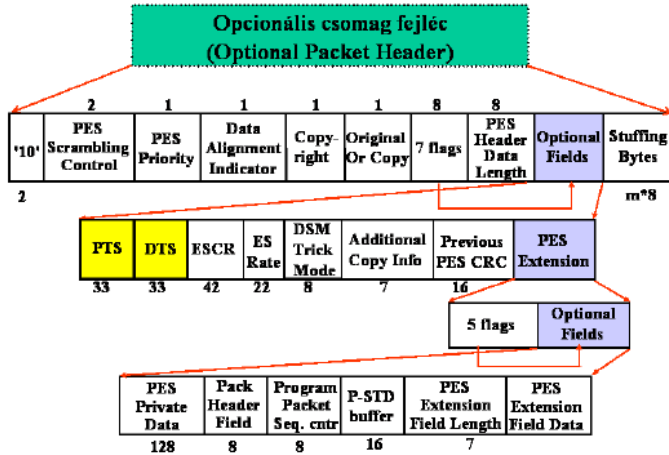 Opcionális csomag fejléc
(Optional Packet Header)
2 1 1 1 1 8 8
'10' PES Scrambling Control PES Priority Data Alignment Indicator Copy-right Original Or Copy 7 flags PES Header Data Length Optional Fields Stuffing Bytes
2 m*8
PTS DTS ESCR ES Rate DSM Trick Mode Additional Copy Info Previous PES CRC PES Extension
33 33 42 22 8 7 16
5 flags Optional Fields
PES Private Data Pack Header Field Program Packet Seq. cntr P-STD buffer PES Extension Field Length PES Extension Field Data
128 8 8 16 7